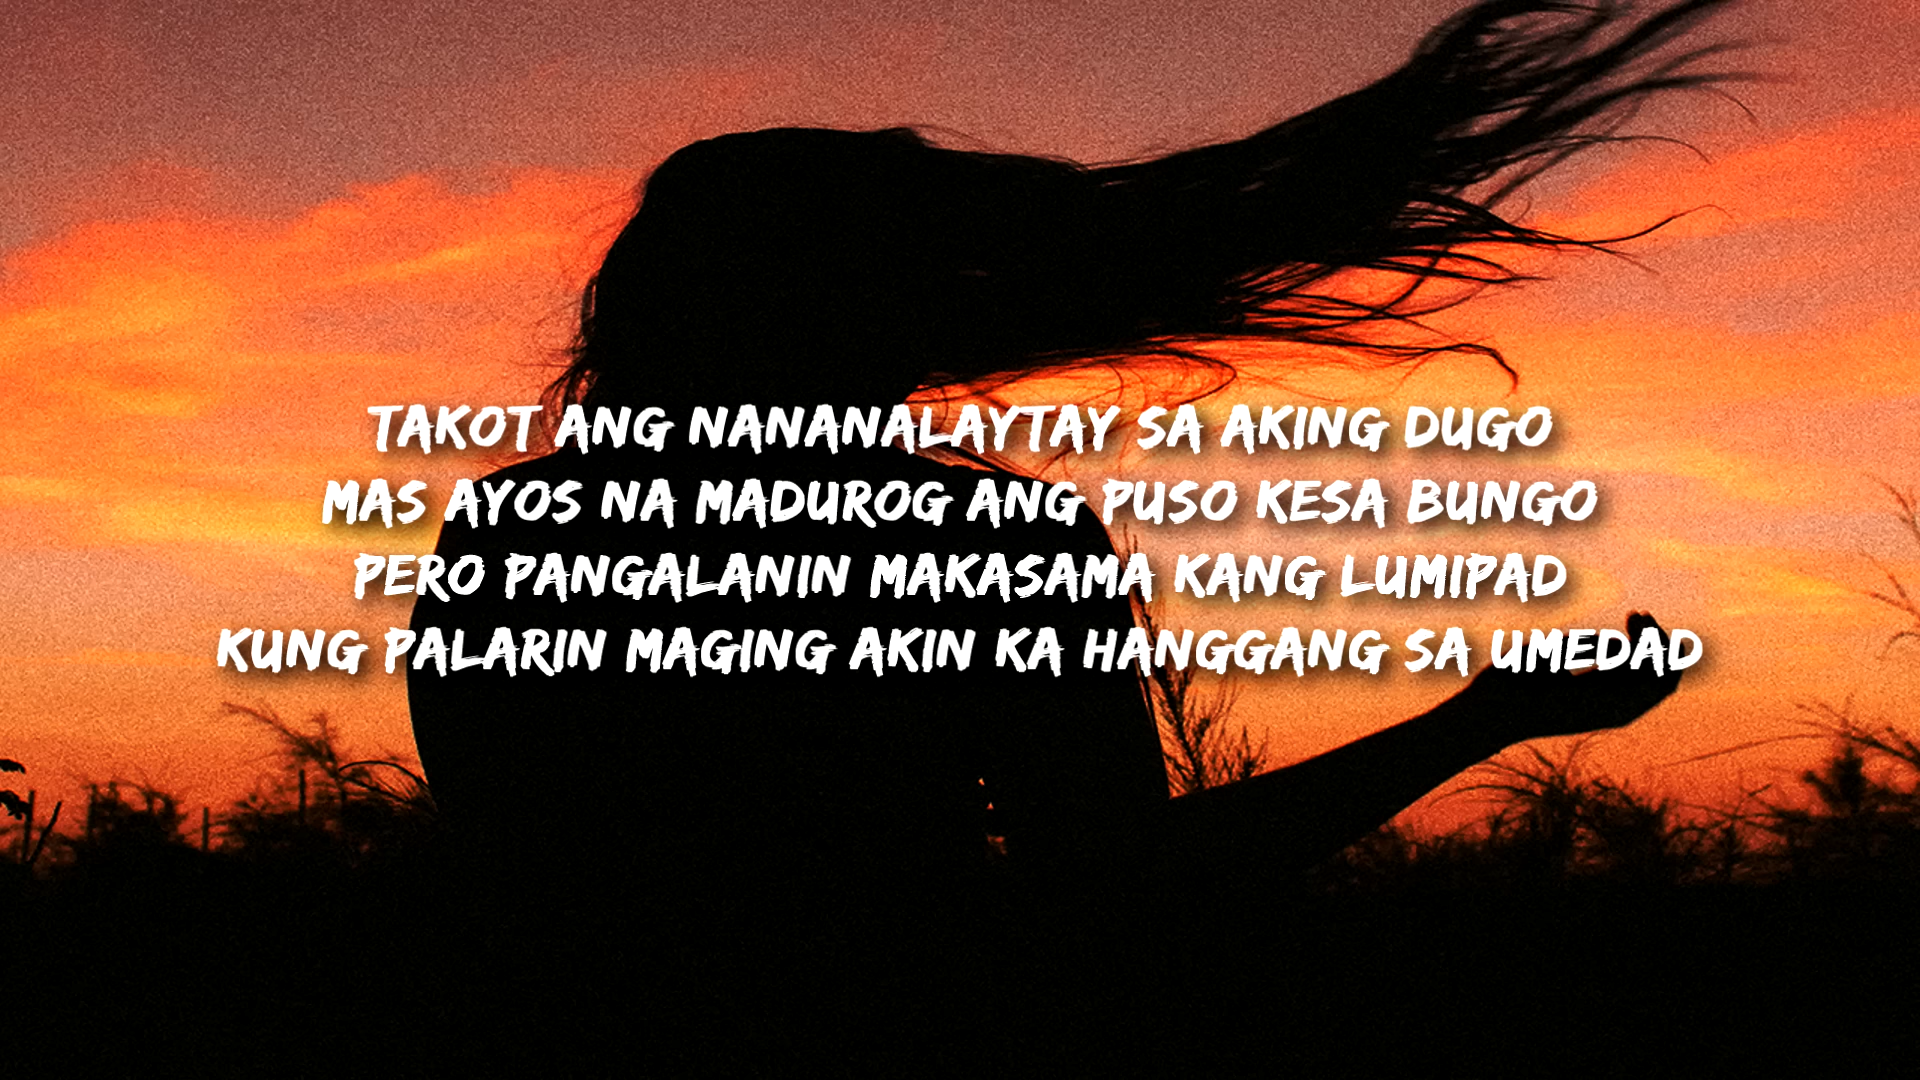 TAKOT ANG NANANALAYTAY SA AKING DUGO
MAS AYOS NA MADUROG ANG PUSO KESA BUNGO
PERO PANGALANIN MAKASAMA KANG LUMIPAD
KUNG PALARIN MAGING AKIN KA HANGGANG SA UMEDAD